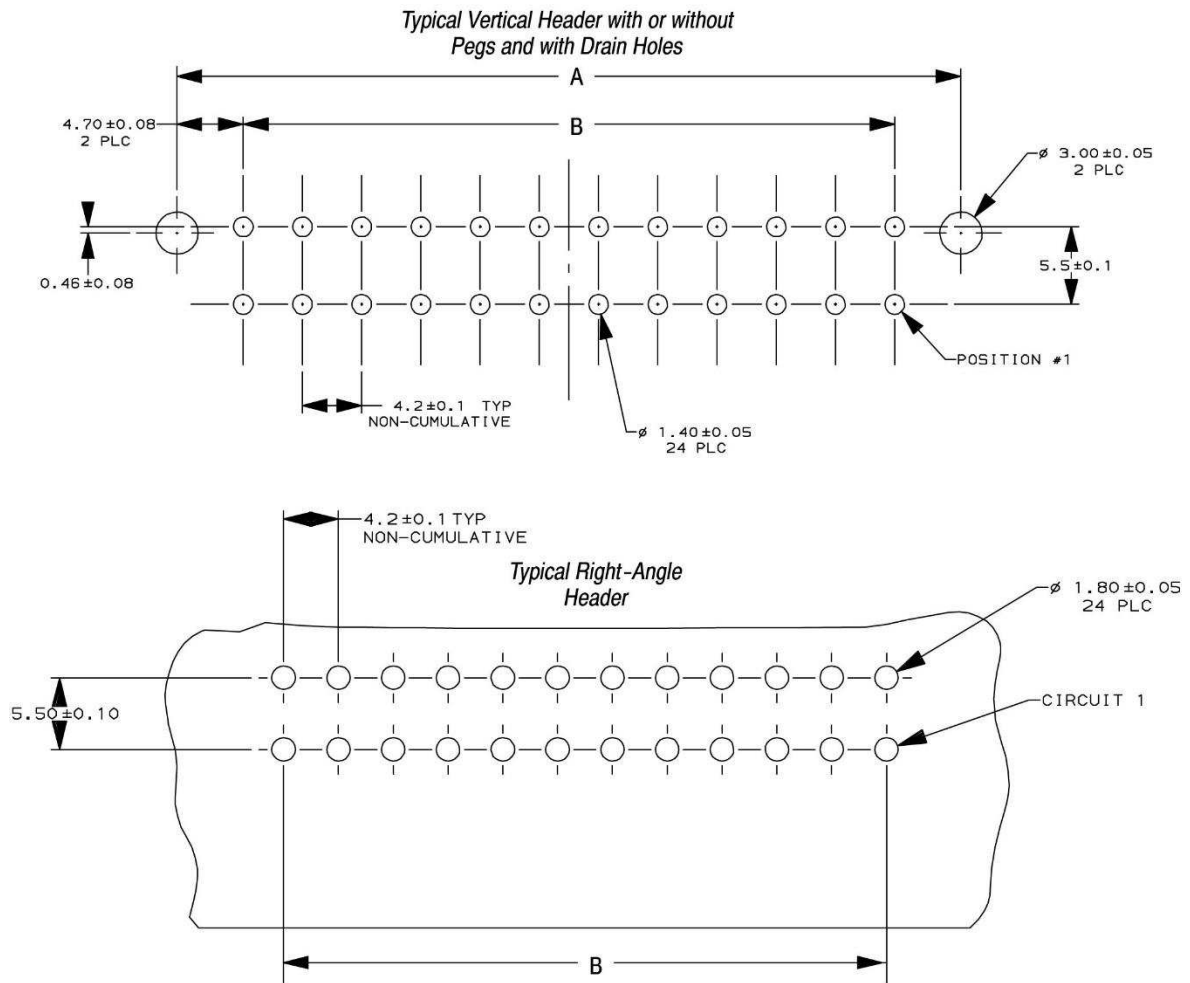 Typical Vertical Header with or without
Pegs and with Drain Holes
A
4.70±0.08
2 PLC
B
ø 3.00±0.05
2 PLC
0.46±0.08
5.5±0.1
POSITION #1
4.2±0.1 TYP
NON-CUMULATIVE
ø 1.40±0.05
24 PLC
4.2±0.1 TYP
NON-CUMULATIVE
Typical Right-Angle
Header
ø 1.80±0.05
24 PLC
5.50±0.10
CIRCUIT 1
B